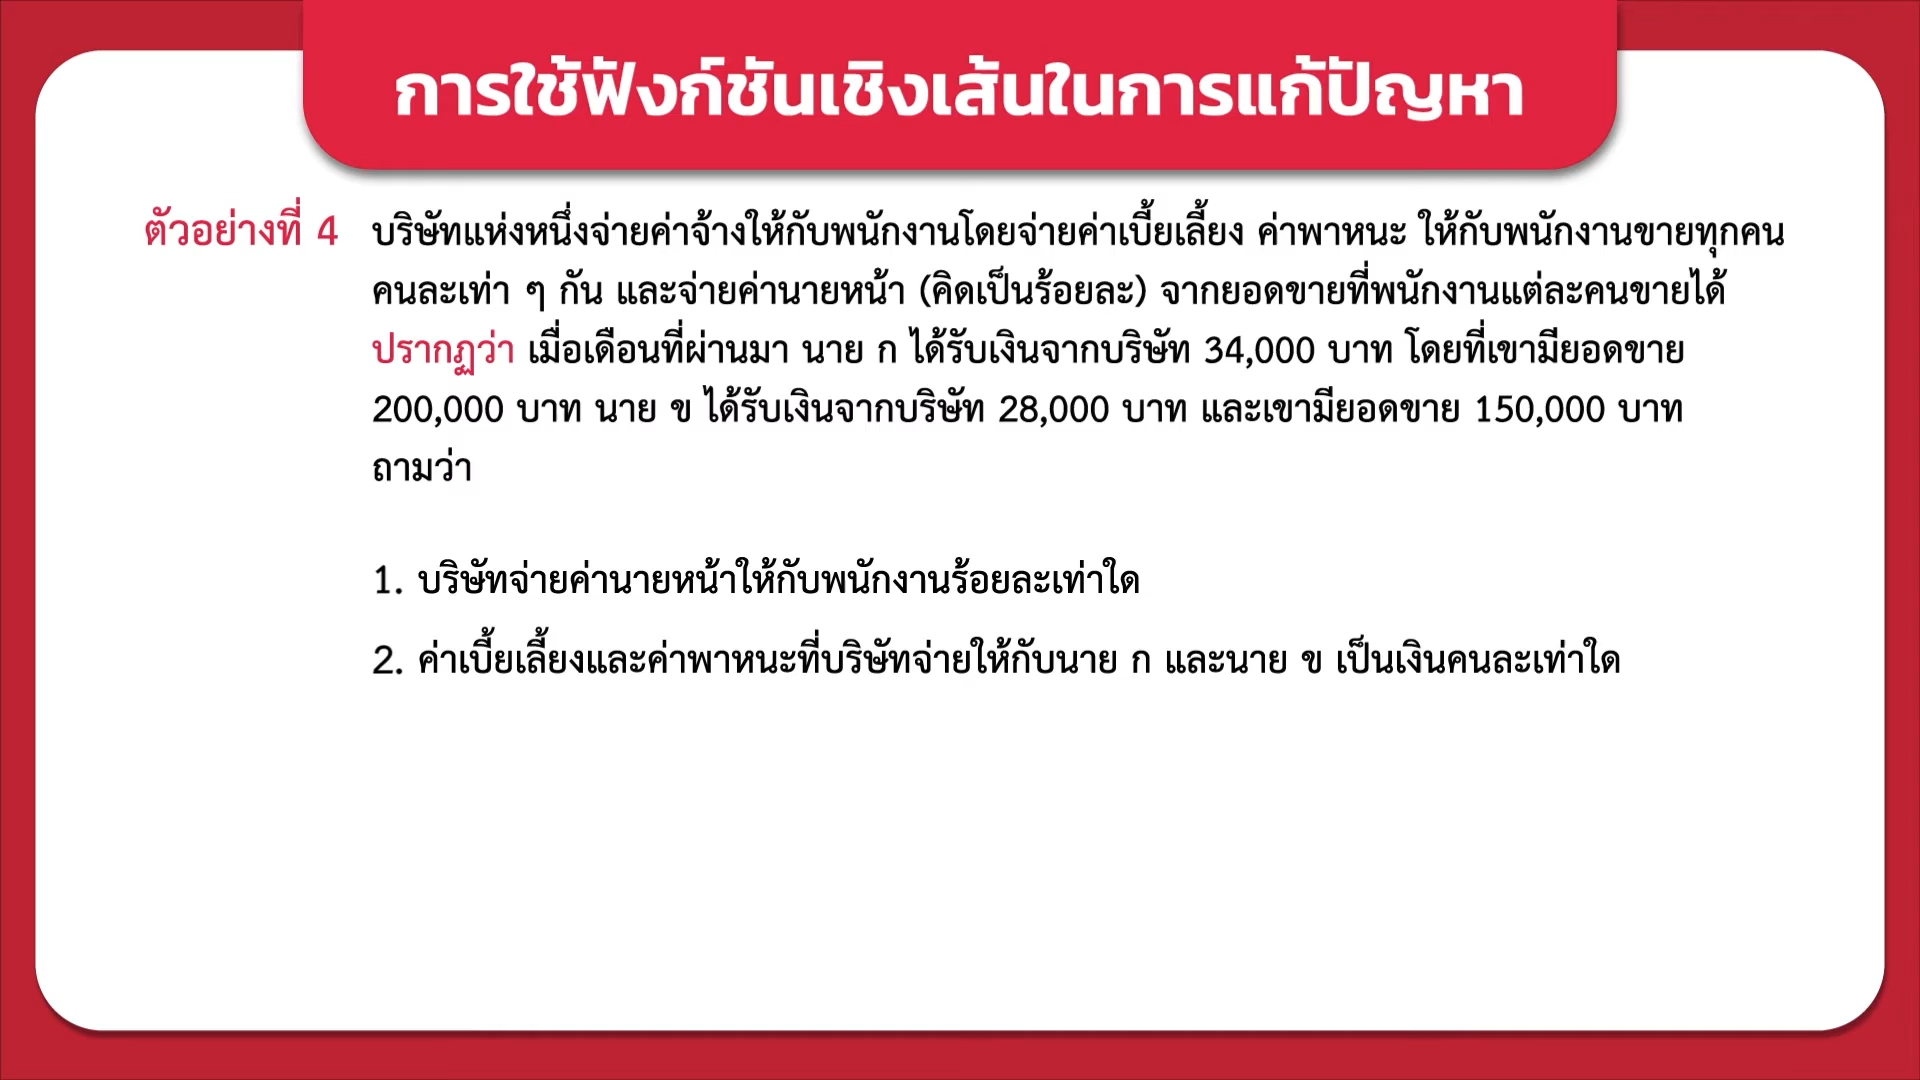 การใช้ฟังก์ชันเชิงเส้นในการแก้ปัญหา
ตัวอย่างที่ 4 บริษัทแห่งหนึ่งจ่ายค่าจ้างให้กับพนักงานโดยจ่ายค่าเบี้ยเลี้ยง ค่าพาหนะ ให้กับพนักงานขายทุกคน
คนละเท่า ๆ กัน และจ่ายค่านายหน้า (คิดเป็นร้อยละ) จากยอดขายที่พนักงานแต่ละคนขายได้
ปรากฏว่า เมื่อเดือนที่ผ่านมา นาย ก ได้รับเงินจากบริษัท 34,000 บาท โดยที่เขามียอดขาย
200,000 บาท นาย ข ได้รับเงินจากบริษัท 28,000 บาท และเขามียอดขาย 150,000 บาท
ถามว่า
1. บริษัทจ่ายค่านายหน้าให้กับพนักงานร้อยละเท่าใด
2. ค่าเบี้ยเลี้ยงและค่าพาหนะที่บริษัทจ่ายให้กับนาย ก และนาย ข เป็นเงินคนละเท่าใด